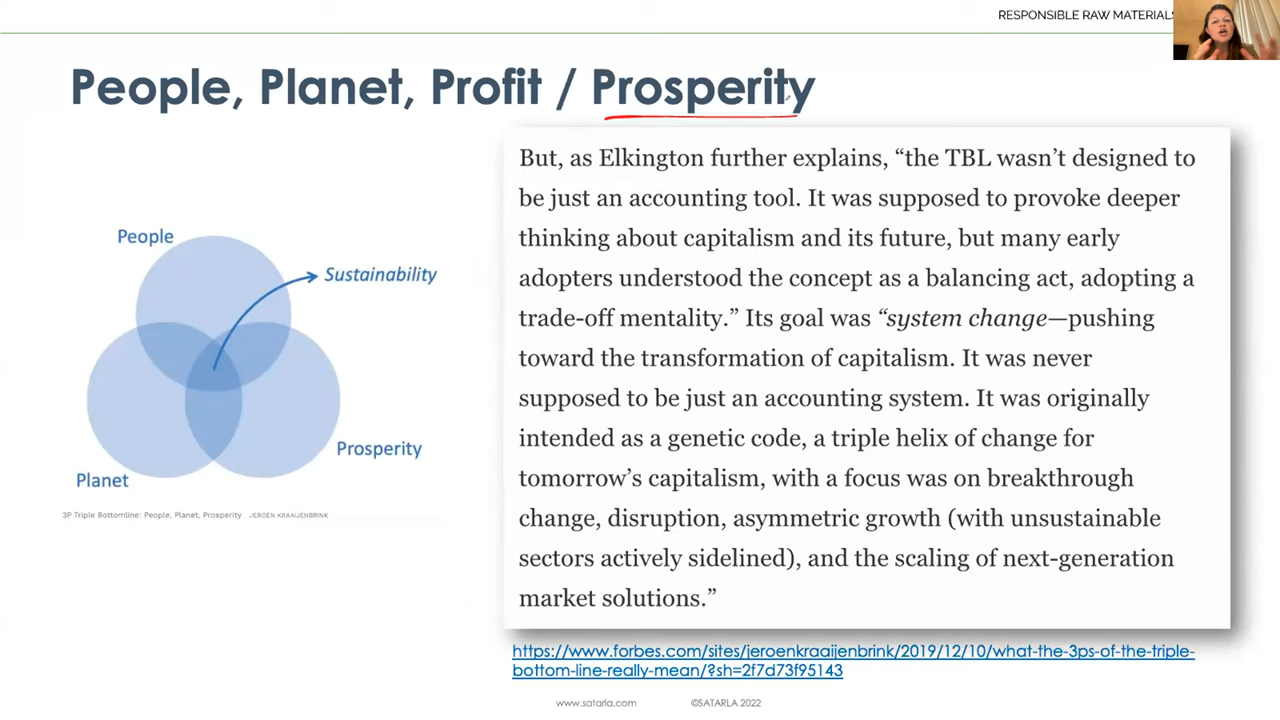 RESPONSIBLE RAW MATERIALS
People, Planet, Profit / Prosperity
People
Sustainability
Prosperity
Planet
3P Triple Bottomline: People, Planet, Prosperity JEROEN KRAAIJENBRINK
But, as Elkington further explains, “the TBL wasn’t designed to
be just an accounting tool. It was supposed to provoke deeper
thinking about capitalism and its future, but many early
adopters understood the concept as a balancing act, adopting a
trade-off mentality.” Its goal was “system change—pushing
toward the transformation of capitalism. It was never
supposed to be just an accounting system. It was originally
intended as a genetic code, a triple helix of change for
tomorrow’s capitalism, with a focus was on breakthrough
change, disruption, asymmetric growth (with unsustainable
sectors actively sidelined), and the scaling of next-generation
market solutions.”
https://www.forbes.com/sites/jeroenkraaijenbrink/2019/12/10/what-the-3ps-of-the-triple-
bottom-line-really-mean/?sh=2f7d73f95143
www.satarla.com ©SATARLA 2022